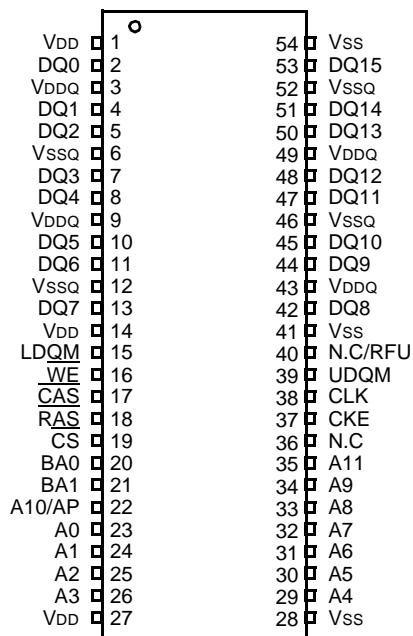 VDD 1 54 VSS
DQ0 2 53 DQ15
VDDQ 3 52 VSSQ
DQ1 4 51 DQ14
DQ2 5 50 DQ13
VSSQ 6 49 VDDQ
DQ3 7 48 DQ12
DQ4 8 47 DQ11
VDDQ 9 46 VSSQ
DQ5 10 45 DQ10
DQ6 11 44 DQ9
VSSQ 12 43 VDDQ
DQ7 13 42 DQ8
VDD 14 41 VSS
LDQM 15 40 N.C/RFU
WE 16 39 UDQM
CAS 17 38 CLK
RAS 18 37 CKE
CS 19 36 N.C
BA0 20 35 A11
BA1 21 34 A9
A10/AP 22 33 A8
A0 23 32 A7
A1 24 31 A6
A2 25 30 A5
A3 26 29 A4
VDD 27 28 VSS